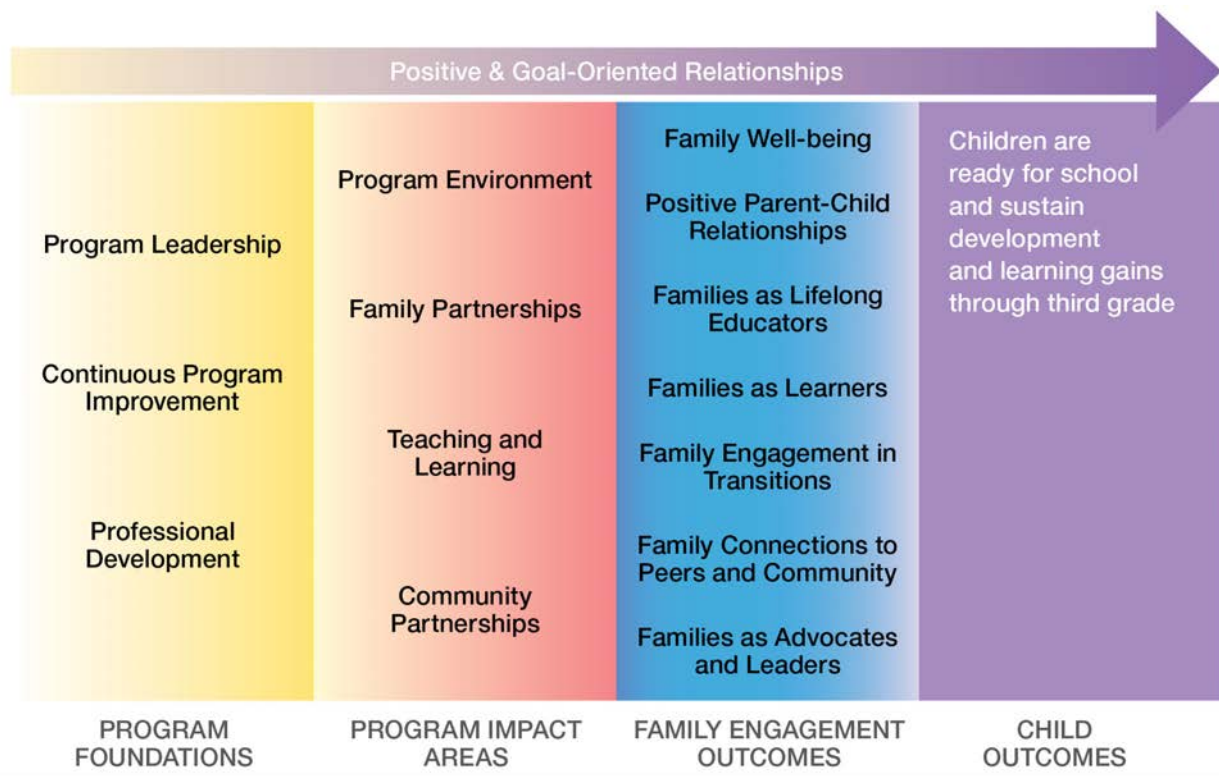 Positive & Goal-Oriented Relationships
Program Leadership
Continuous Program
Improvement
Professional
Development
Program Environment
Family Partnerships
Teaching and
Learning
Community
Partnerships
Family Well-being
Positive Parent-Child
Relationships
Families as Lifelong
Educators
Families as Learners
Family Engagement in
Transitions
Family Connections to
Peers and Community
Families as Advocates
and Leaders
Children are
ready for school
and sustain
development
and learning gains
through third grade
PROGRAM
FOUNDATIONS
PROGRAM IMPACT
AREAS
FAMILY ENGAGEMENT
OUTCOMES
CHILD
OUTCOMES